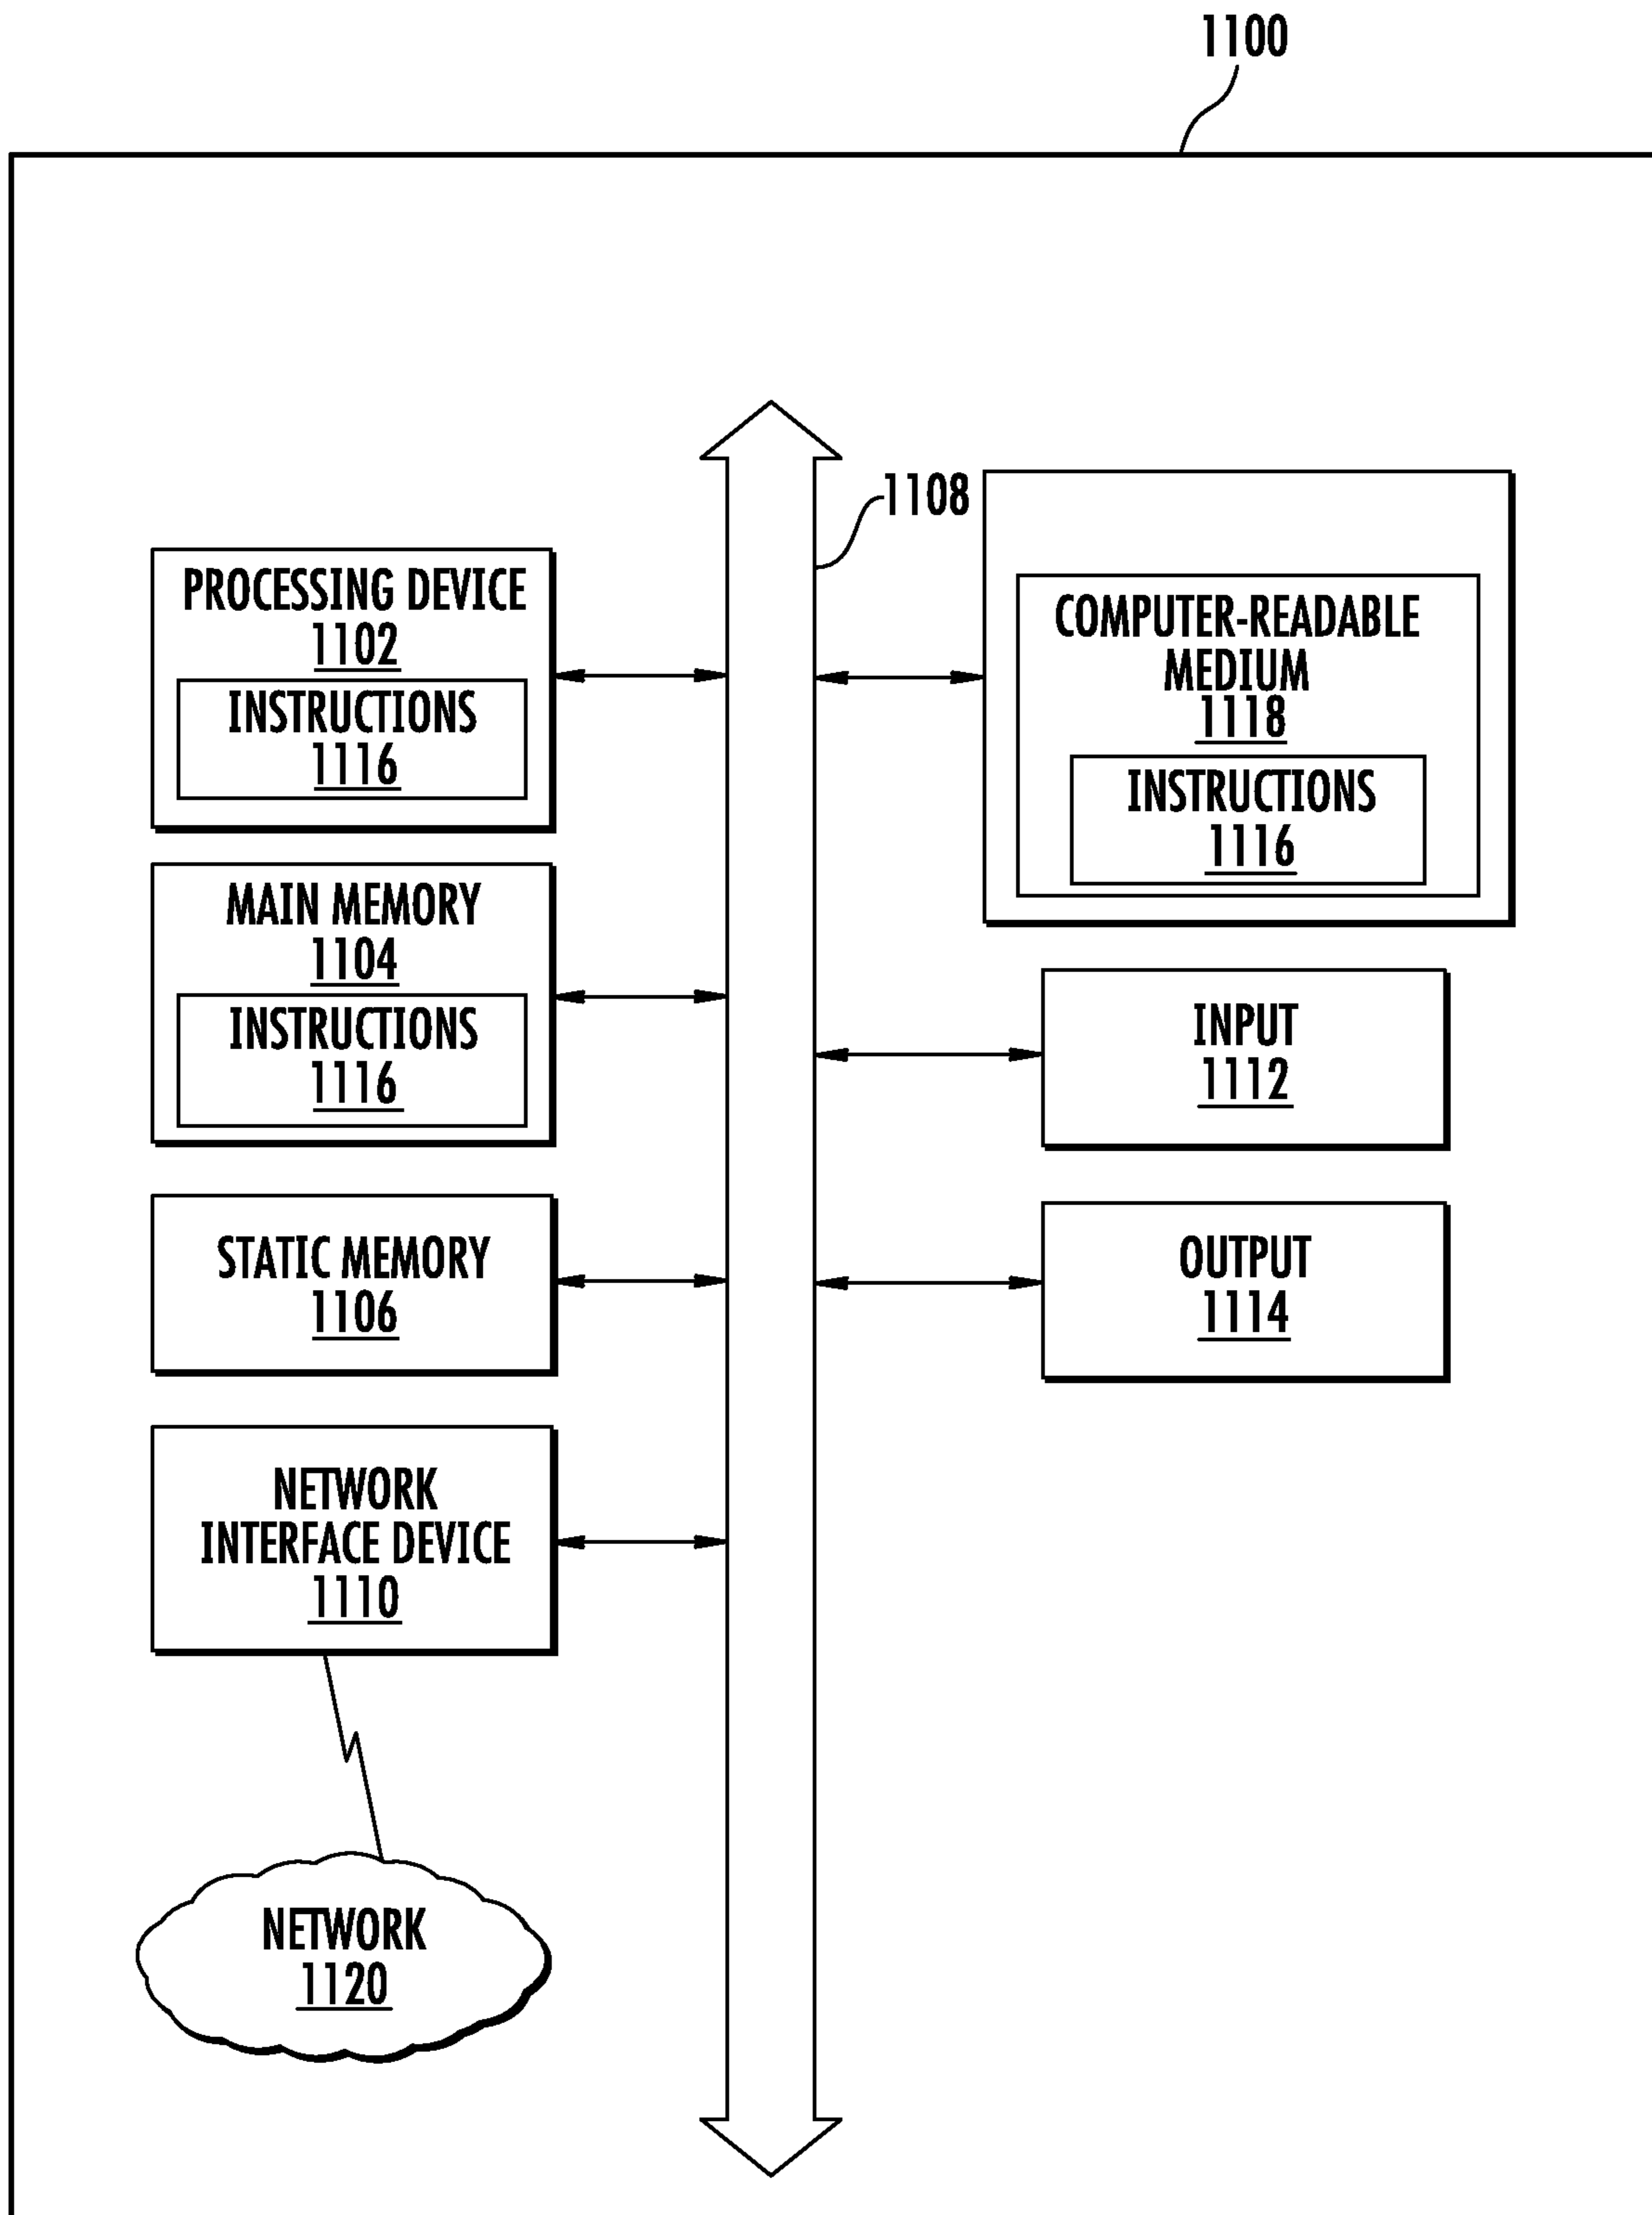 1100
1108
PROCESSING DEVICE
1102
INSTRUCTIONS
1116
MAIN MEMORY
1104
INSTRUCTIONS
1116
STATIC MEMORY
1106
NETWORK
INTERFACE DEVICE
1110
NETWORK
1120
COMPUTER-READABLE
MEDIUM
1118
INSTRUCTIONS
1116
INPUT
1112
OUTPUT
1114